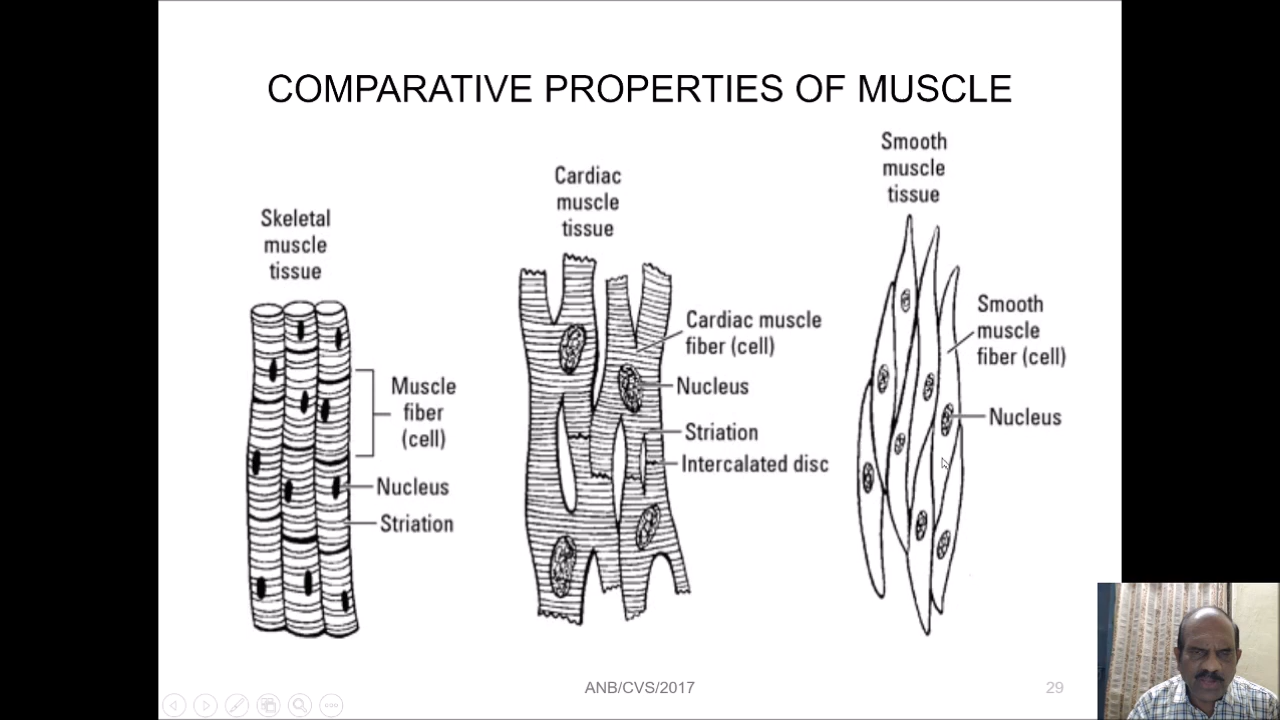 COMPARATIVE PROPERTIES OF MUSCLE
Skeletal
muscle
tissue
Muscle
fiber
(cell)
Nucleus
Striation
Cardiac
muscle
tissue
Cardiac muscle
fiber (cell)
Nucleus
Striation
Intercalated disc
Smooth
muscle
tissue
Smooth
muscle
fiber (cell)
Nucleus
ANB/CVS/2017
29